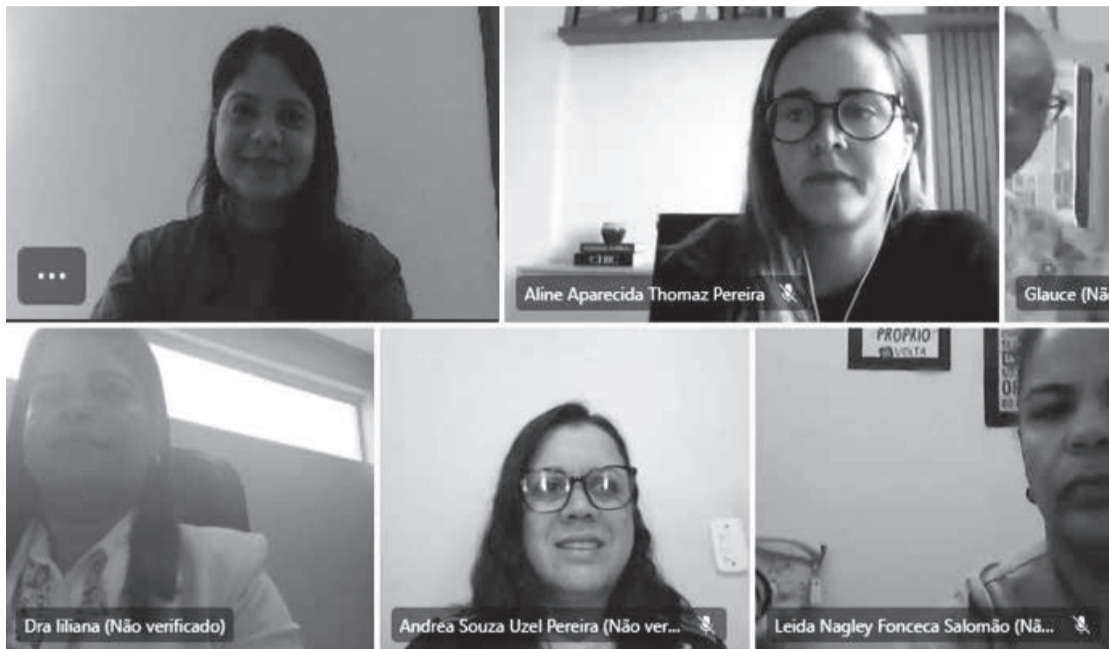 CHIC
Aline Aparecida Thomaz Pereira
Glauce (Nã
Dra liliana (Não verificado)
PROPRIO
VOLTA
Andrea Souza Uzel Pereira (Não ver...
Leida Nagley Fonceca Salomão (Nã...